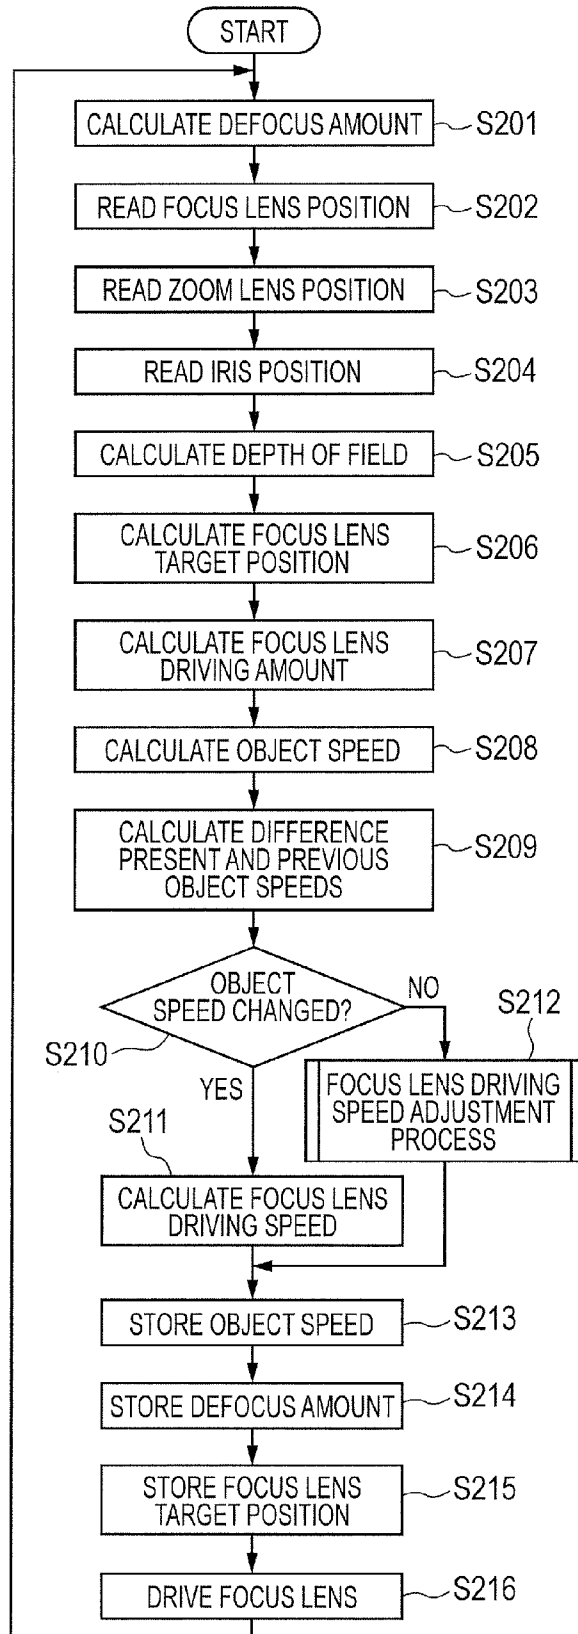 START
CALCULATE DEFOCUS AMOUNT
S201
READ FOCUS LENS POSITION
S202
READ ZOOM LENS POSITION
S203
READ IRIS POSITION
S204
CALCULATE DEPTH OF FIELD
S205
CALCULATE FOCUS LENS
TARGET POSITION
S206
CALCULATE FOCUS LENS
DRIVING AMOUNT
S207
CALCULATE OBJECT SPEED
S208
CALCULATE DIFFERENCE
PRESENT AND PREVIOUS
OBJECT SPEEDS
S209
OBJECT
SPEED CHANGED?
S210
NO
YES
S212
FOCUS LENS DRIVING
SPEED ADJUSTMENT
PROCESS
S211
CALCULATE FOCUS LENS
DRIVING SPEED
STORE OBJECT SPEED
S213
STORE DEFOCUS AMOUNT
S214
STORE FOCUS LENS
TARGET POSITION
S215
DRIVE FOCUS LENS
S216